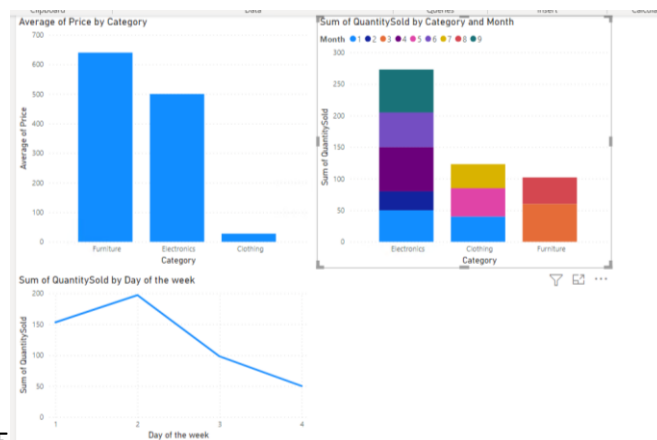 Average of Price by Category
700
600
500
400
300
200
100
0
Average of Price
Furniture Electronics Clothing
Category
Sum of QuantitySold by Category and Month
Month 1 2 3 4 5 6 7 8 9
300
250
200
150
100
50
0
Sum of QuantitySold
Electronics Clothing Furniture
Category
Sum of QuantitySold by Day of the week
200
150
100
50
0
Sum of QuantitySold
1 2 3 4
Day of the week